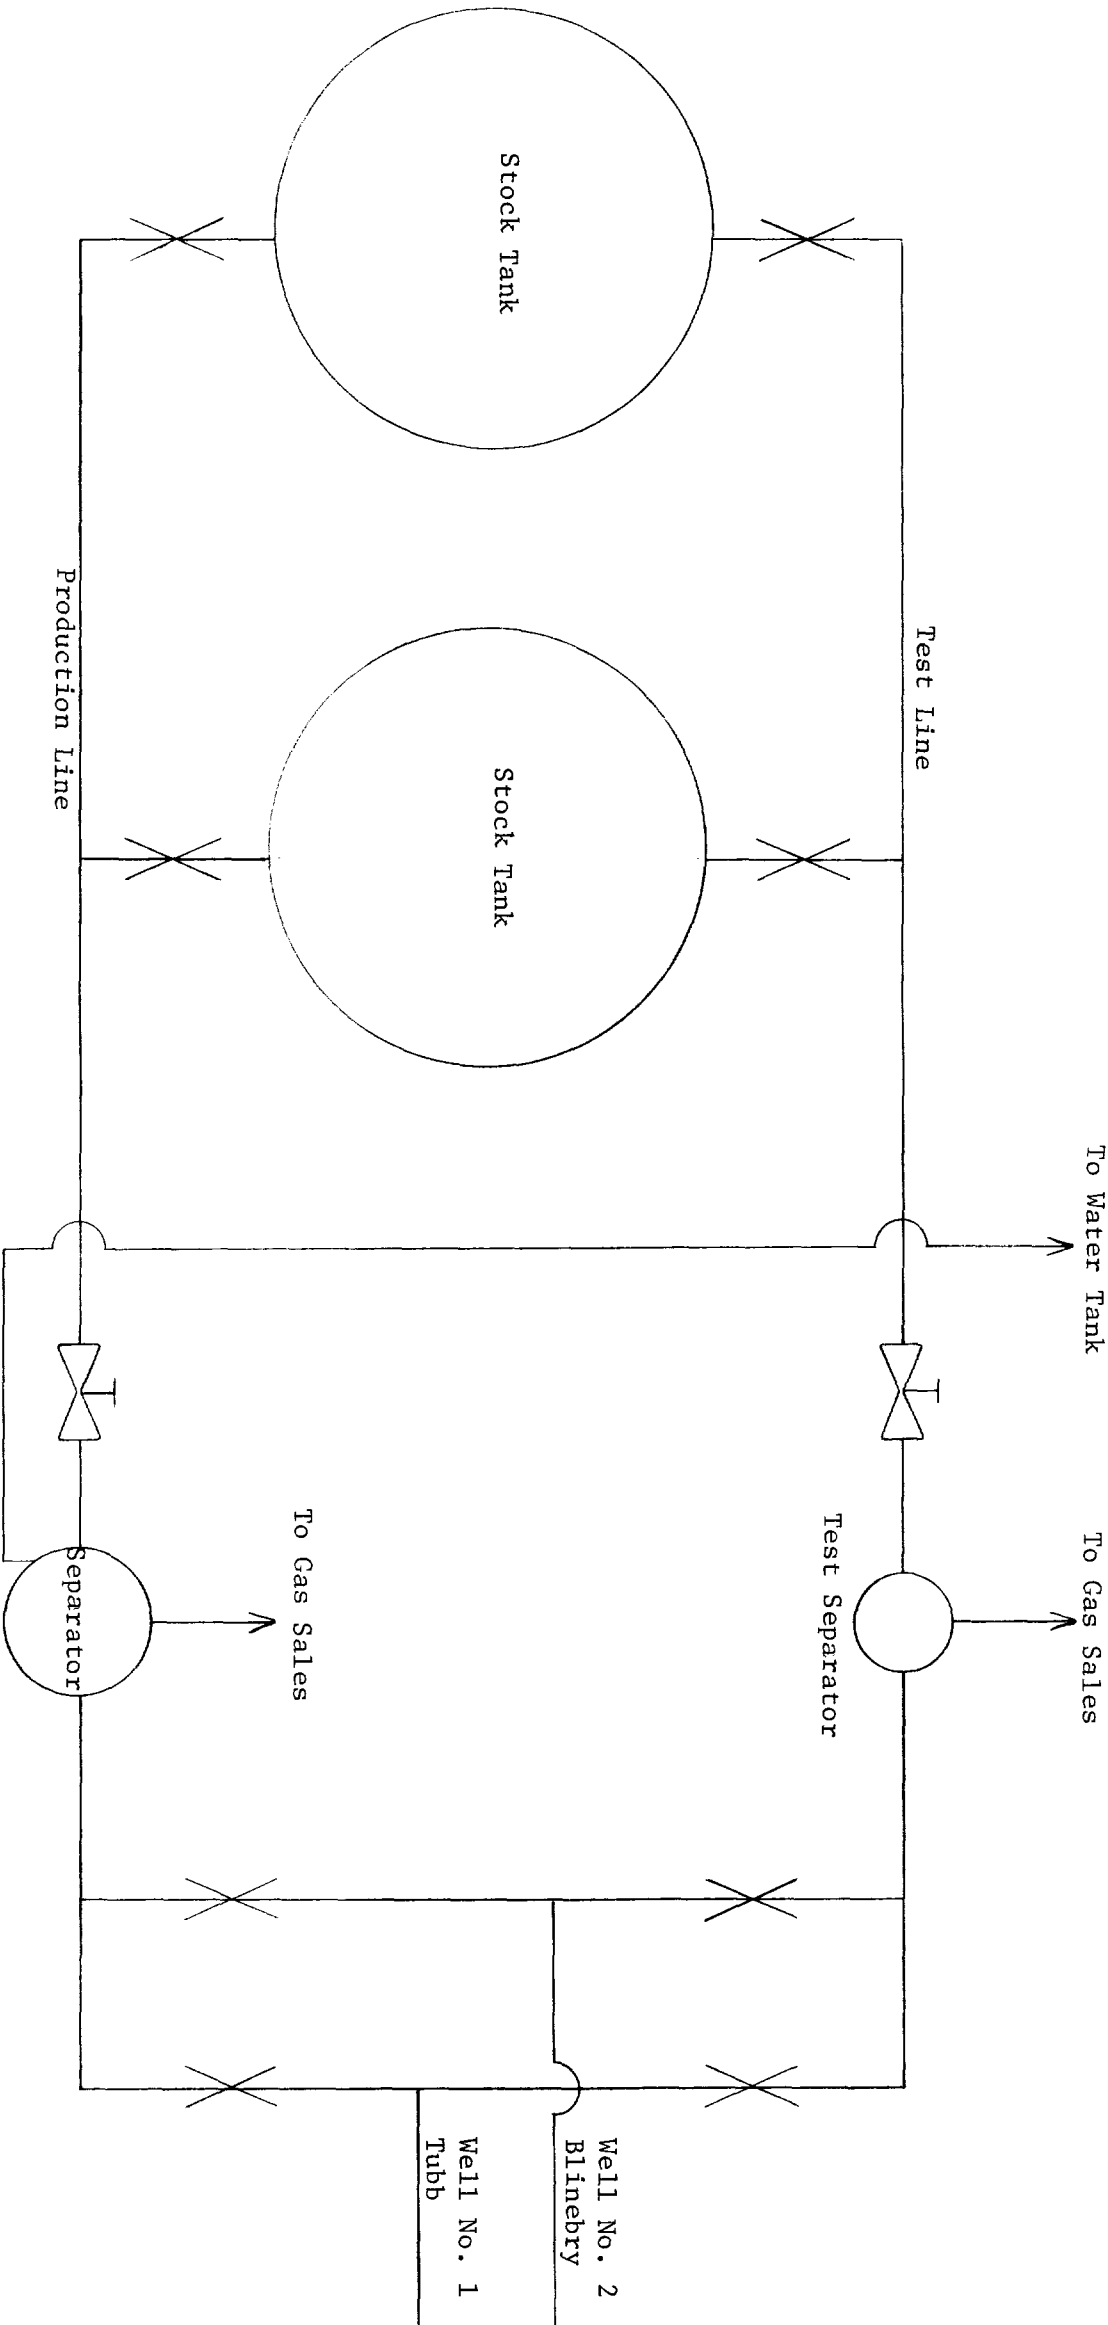 To Water Tank
To Gas Sales
Test Line
Test Separator
Stock Tank
Stock Tank
Well No. 2
Blinebry
Well No. 1
Tubb
To Gas Sales
Production Line
Separator